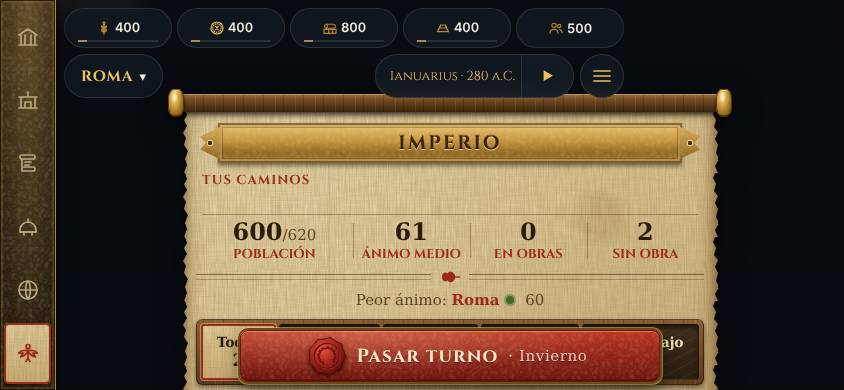 400 400 800 400 500
ROMA ▾
IANUARIUS · 280 A.C.
IMPERIO
TUS CAMINOS
600/620 61 0 2
POBLACIÓN ÁNIMO MEDIO EN OBRAS SIN OBRA
Peor ánimo: Roma 60
PASAR TURNO · Invierno